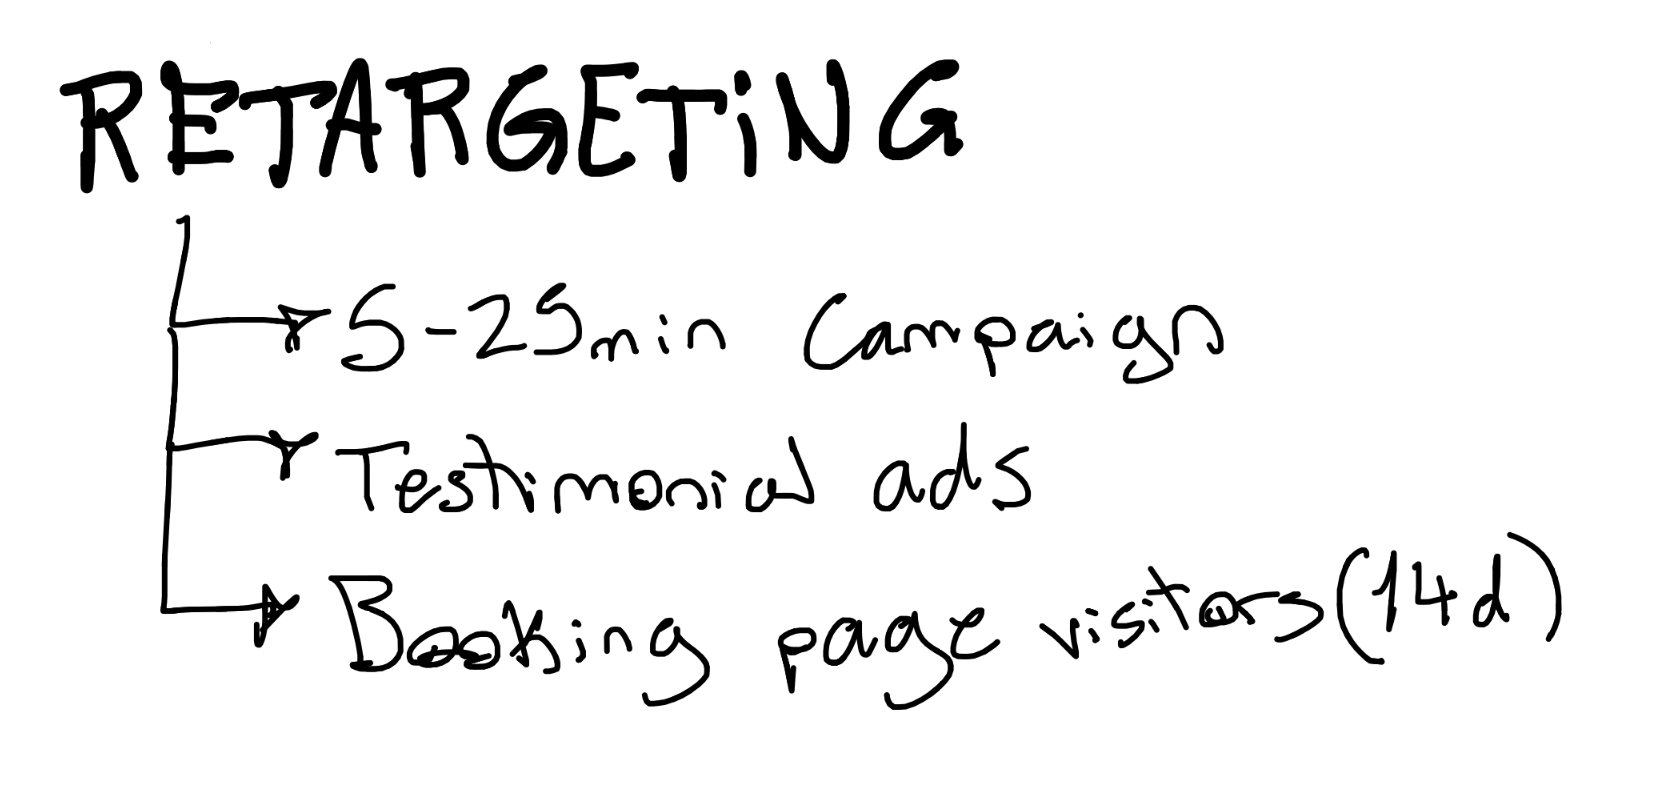 RETARGETiNG
5-25min Campaign
Testimonial ads
Booking page visitors (14d)